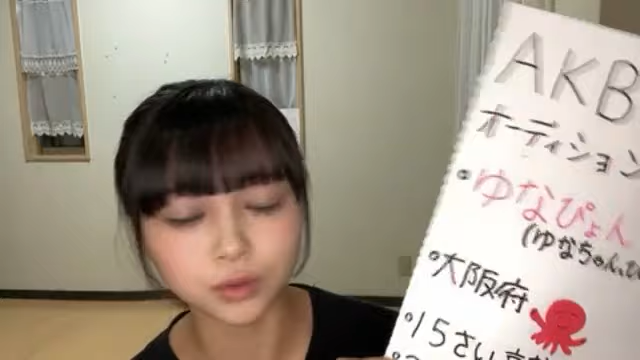 AKB
オーディション
・ゆなぴょん
(ゆなちゃん
・大阪府
・15さい